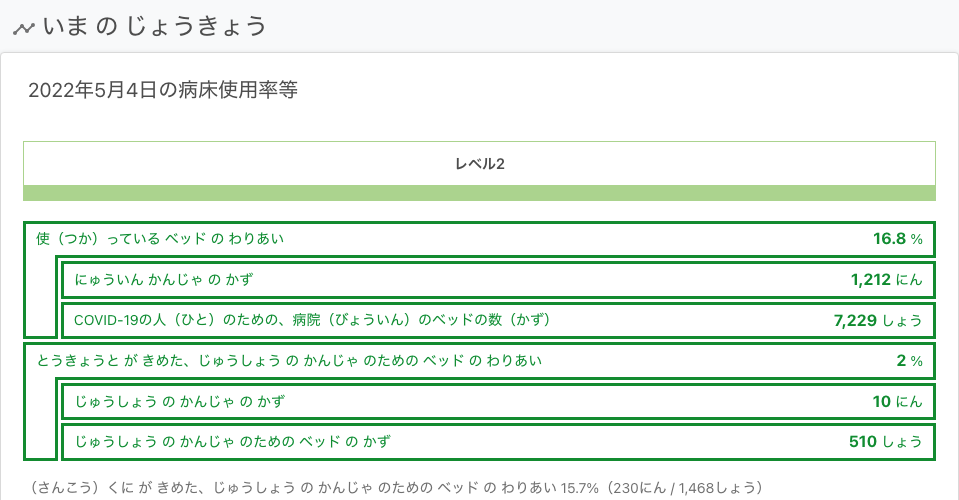 いま の じょうきょう
2022年5月4日の病床使用率等
レベル2
使（つか）っている ベッド の わりあい 16.8 %
にゅういん かんじゃ の かず 1,212 にん
COVID-19の人（ひと）のための、病院（びょういん）のベッドの数（かず） 7,229 しょう
とうきょうと が きめた、じゅうしょう の かんじゃ のための ベッド の わりあい 2 %
じゅうしょう の かんじゃ の かず 10 にん
じゅうしょう の かんじゃ のための ベッド の かず 510 しょう
（さんこう）くに が きめた、じゅうしょう の かんじゃ のための ベッド の わりあい 15.7%（230にん / 1,468しょう）